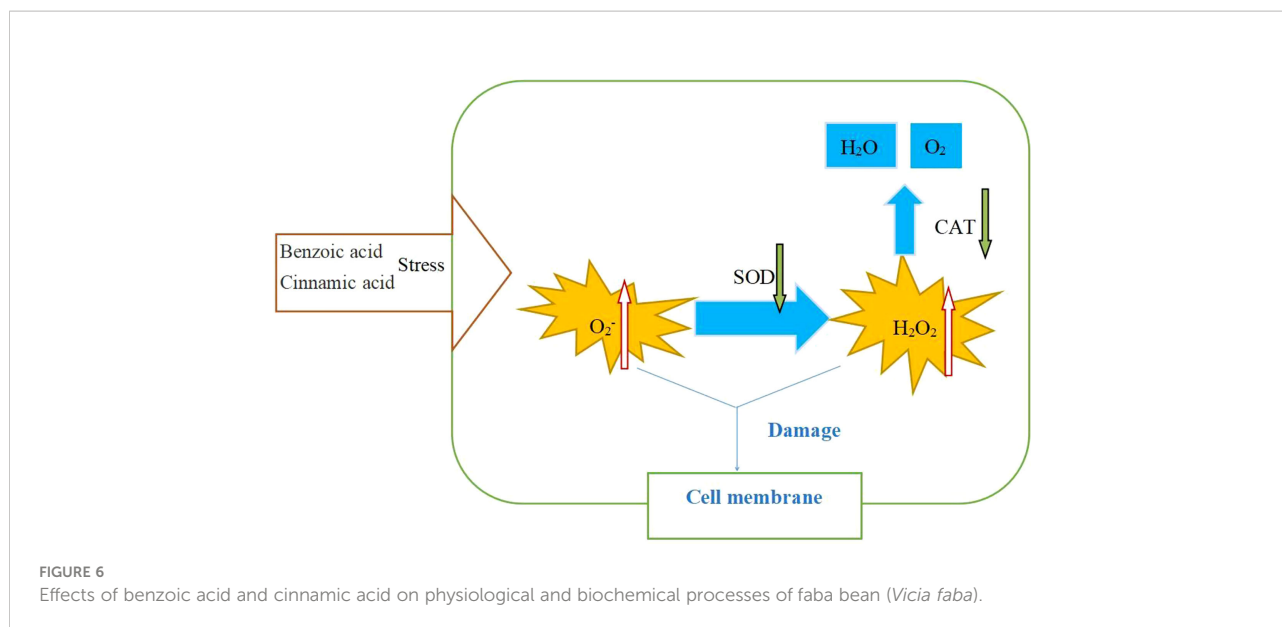 H₂O O₂
CAT
Benzoic acid
Cinnamic acid
Stress
SOD
O₂⁻
H₂O₂
Damage
Cell membrane
FIGURE 6
Effects of benzoic acid and cinnamic acid on physiological and biochemical processes of faba bean (Vicia faba).